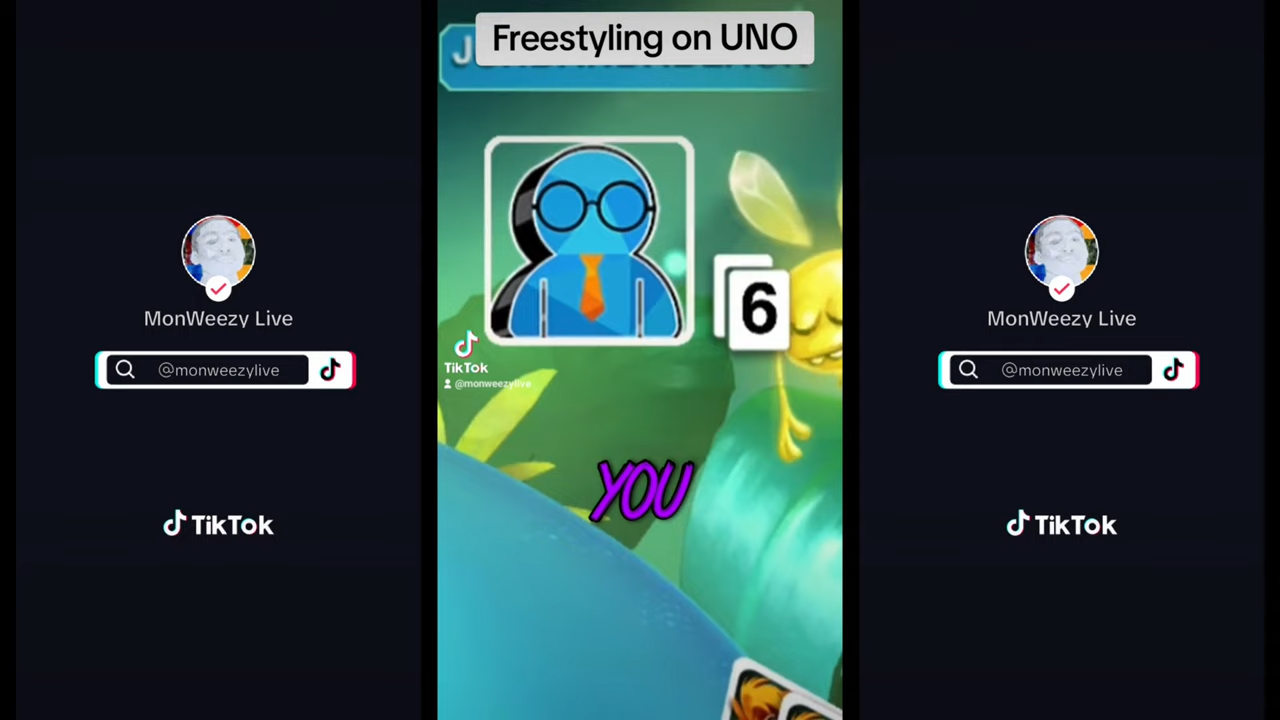 Freestyling on UNO
J
6
TikTok
@monweezylive
YOU
MonWeezy Live
@monweezylive
TikTok
MonWeezy Live
@monweezylive
TikTok